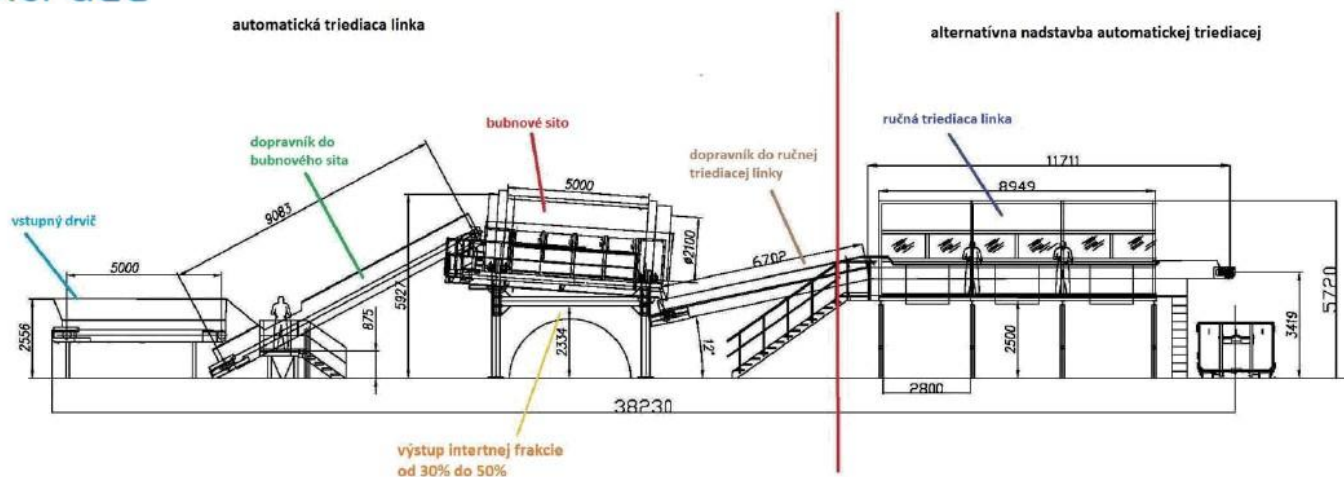 automatická triediaca linka
alternatívna nadstavba automatickej triediacej
bubnové sito
ručná triediaca linka
dopravník do
bubnového sita
dopravník do ručnej
triediacej linky
vstupný drvič
11711
8949
5000
9083
5000
ø2100
6702
5927
875
2556
2334
12°
2500
3419
5720
2800
38230
výstup intertnej frakcie
od 30% do 50%